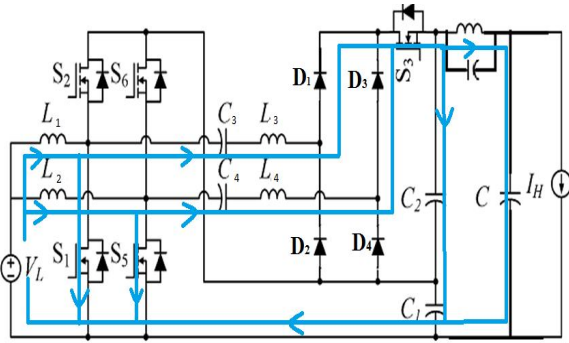 S2 S6 D1 D3 S3
L1 C3 L3
L2 C4 L4
C2 C IH
S1 S5 D2 D4
VL C1